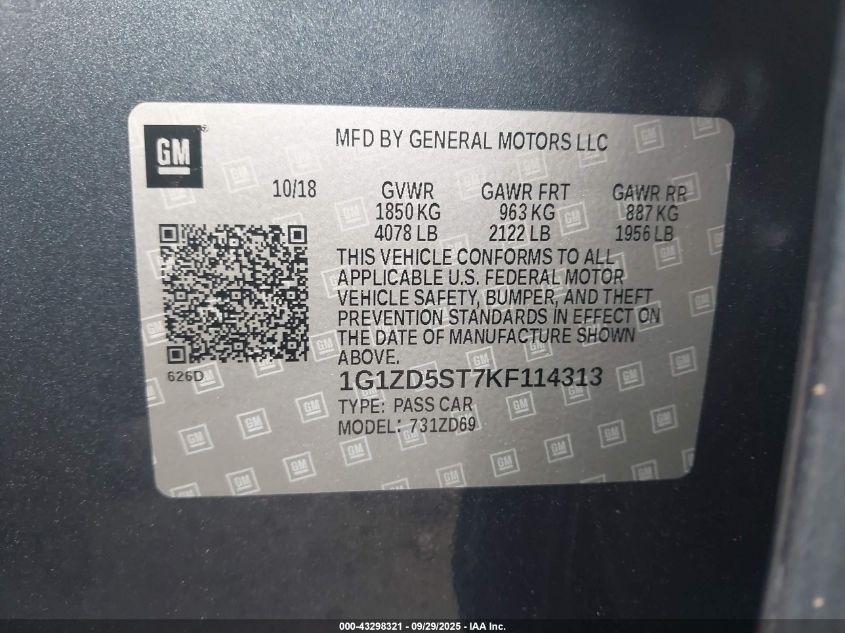 GM
MFD BY GENERAL MOTORS LLC
10/18 GVWR GAWR FRT GAWR RR
1850 KG 963 KG 887 KG
4078 LB 2122 LB 1956 LB
THIS VEHICLE CONFORMS TO ALL
APPLICABLE U.S. FEDERAL MOTOR
VEHICLE SAFETY, BUMPER, AND THEFT
PREVENTION STANDARDS IN EFFECT ON
THE DATE OF MANUFACTURE SHOWN
ABOVE.
626D
1G1ZD5ST7KF114313
TYPE: PASS CAR
MODEL: 731ZD69
000-43298321 - 09/29/2025 - IAA Inc.